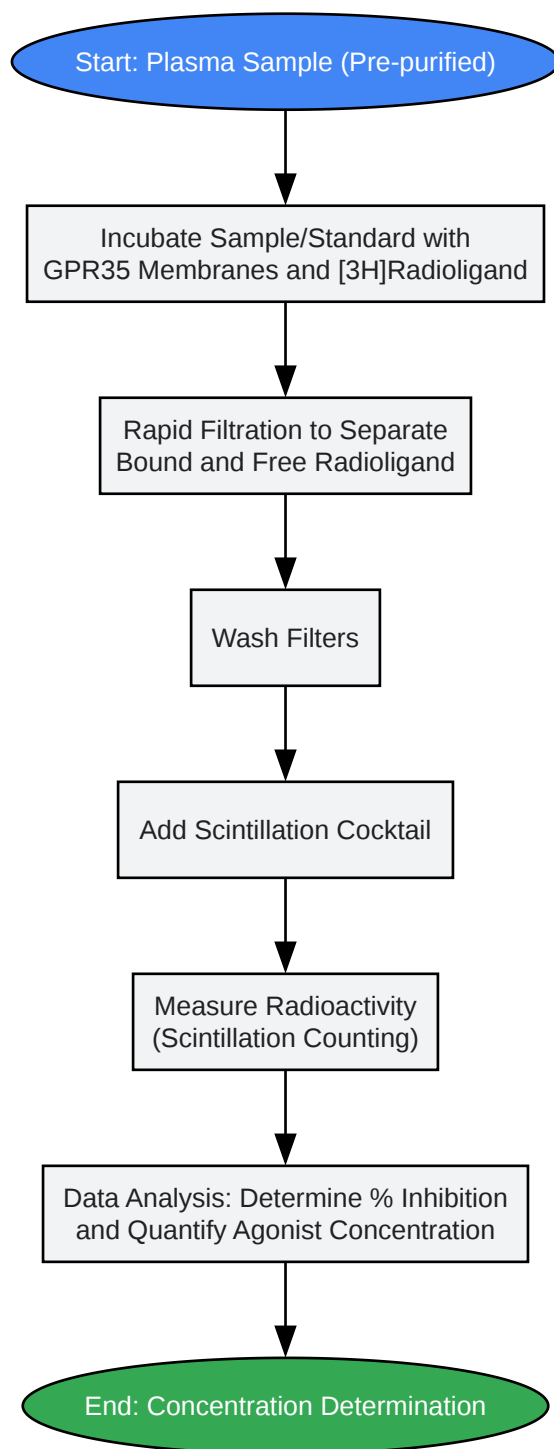 Start: Plasma Sample (Pre-purified)
Incubate Sample/Standard with
GPR35 Membranes and [3H]Radioligand
Rapid Filtration to Separate
Bound and Free Radioligand
Wash Filters
Add Scintillation Cocktail
Measure Radioactivity
(Scintillation Counting)
Data Analysis: Determine % Inhibition
and Quantify Agonist Concentration
End: Concentration Determination